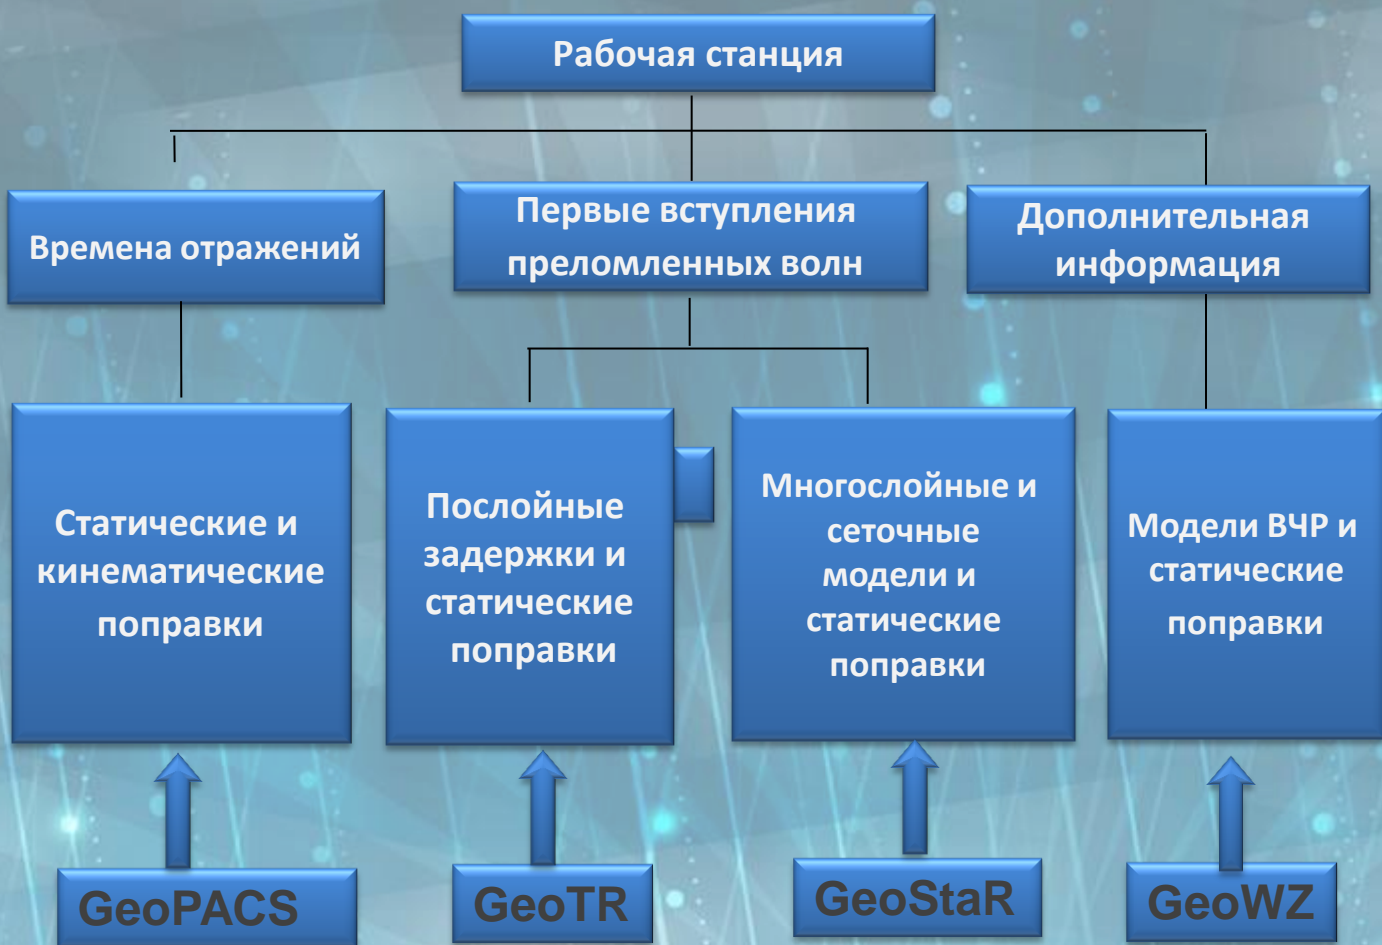 Рабочая станция
Времена отражений
Первые вступления
преломленных волн
Дополнительная
информация
Статические и
кинематические
поправки
Послойные
задержки и
статические
поправки
Многослойные и
сеточные
модели и
статические
поправки
Модели ВЧР и
статические
поправки
GeoPACS
GeoTR
GeoStaR
GeoWZ